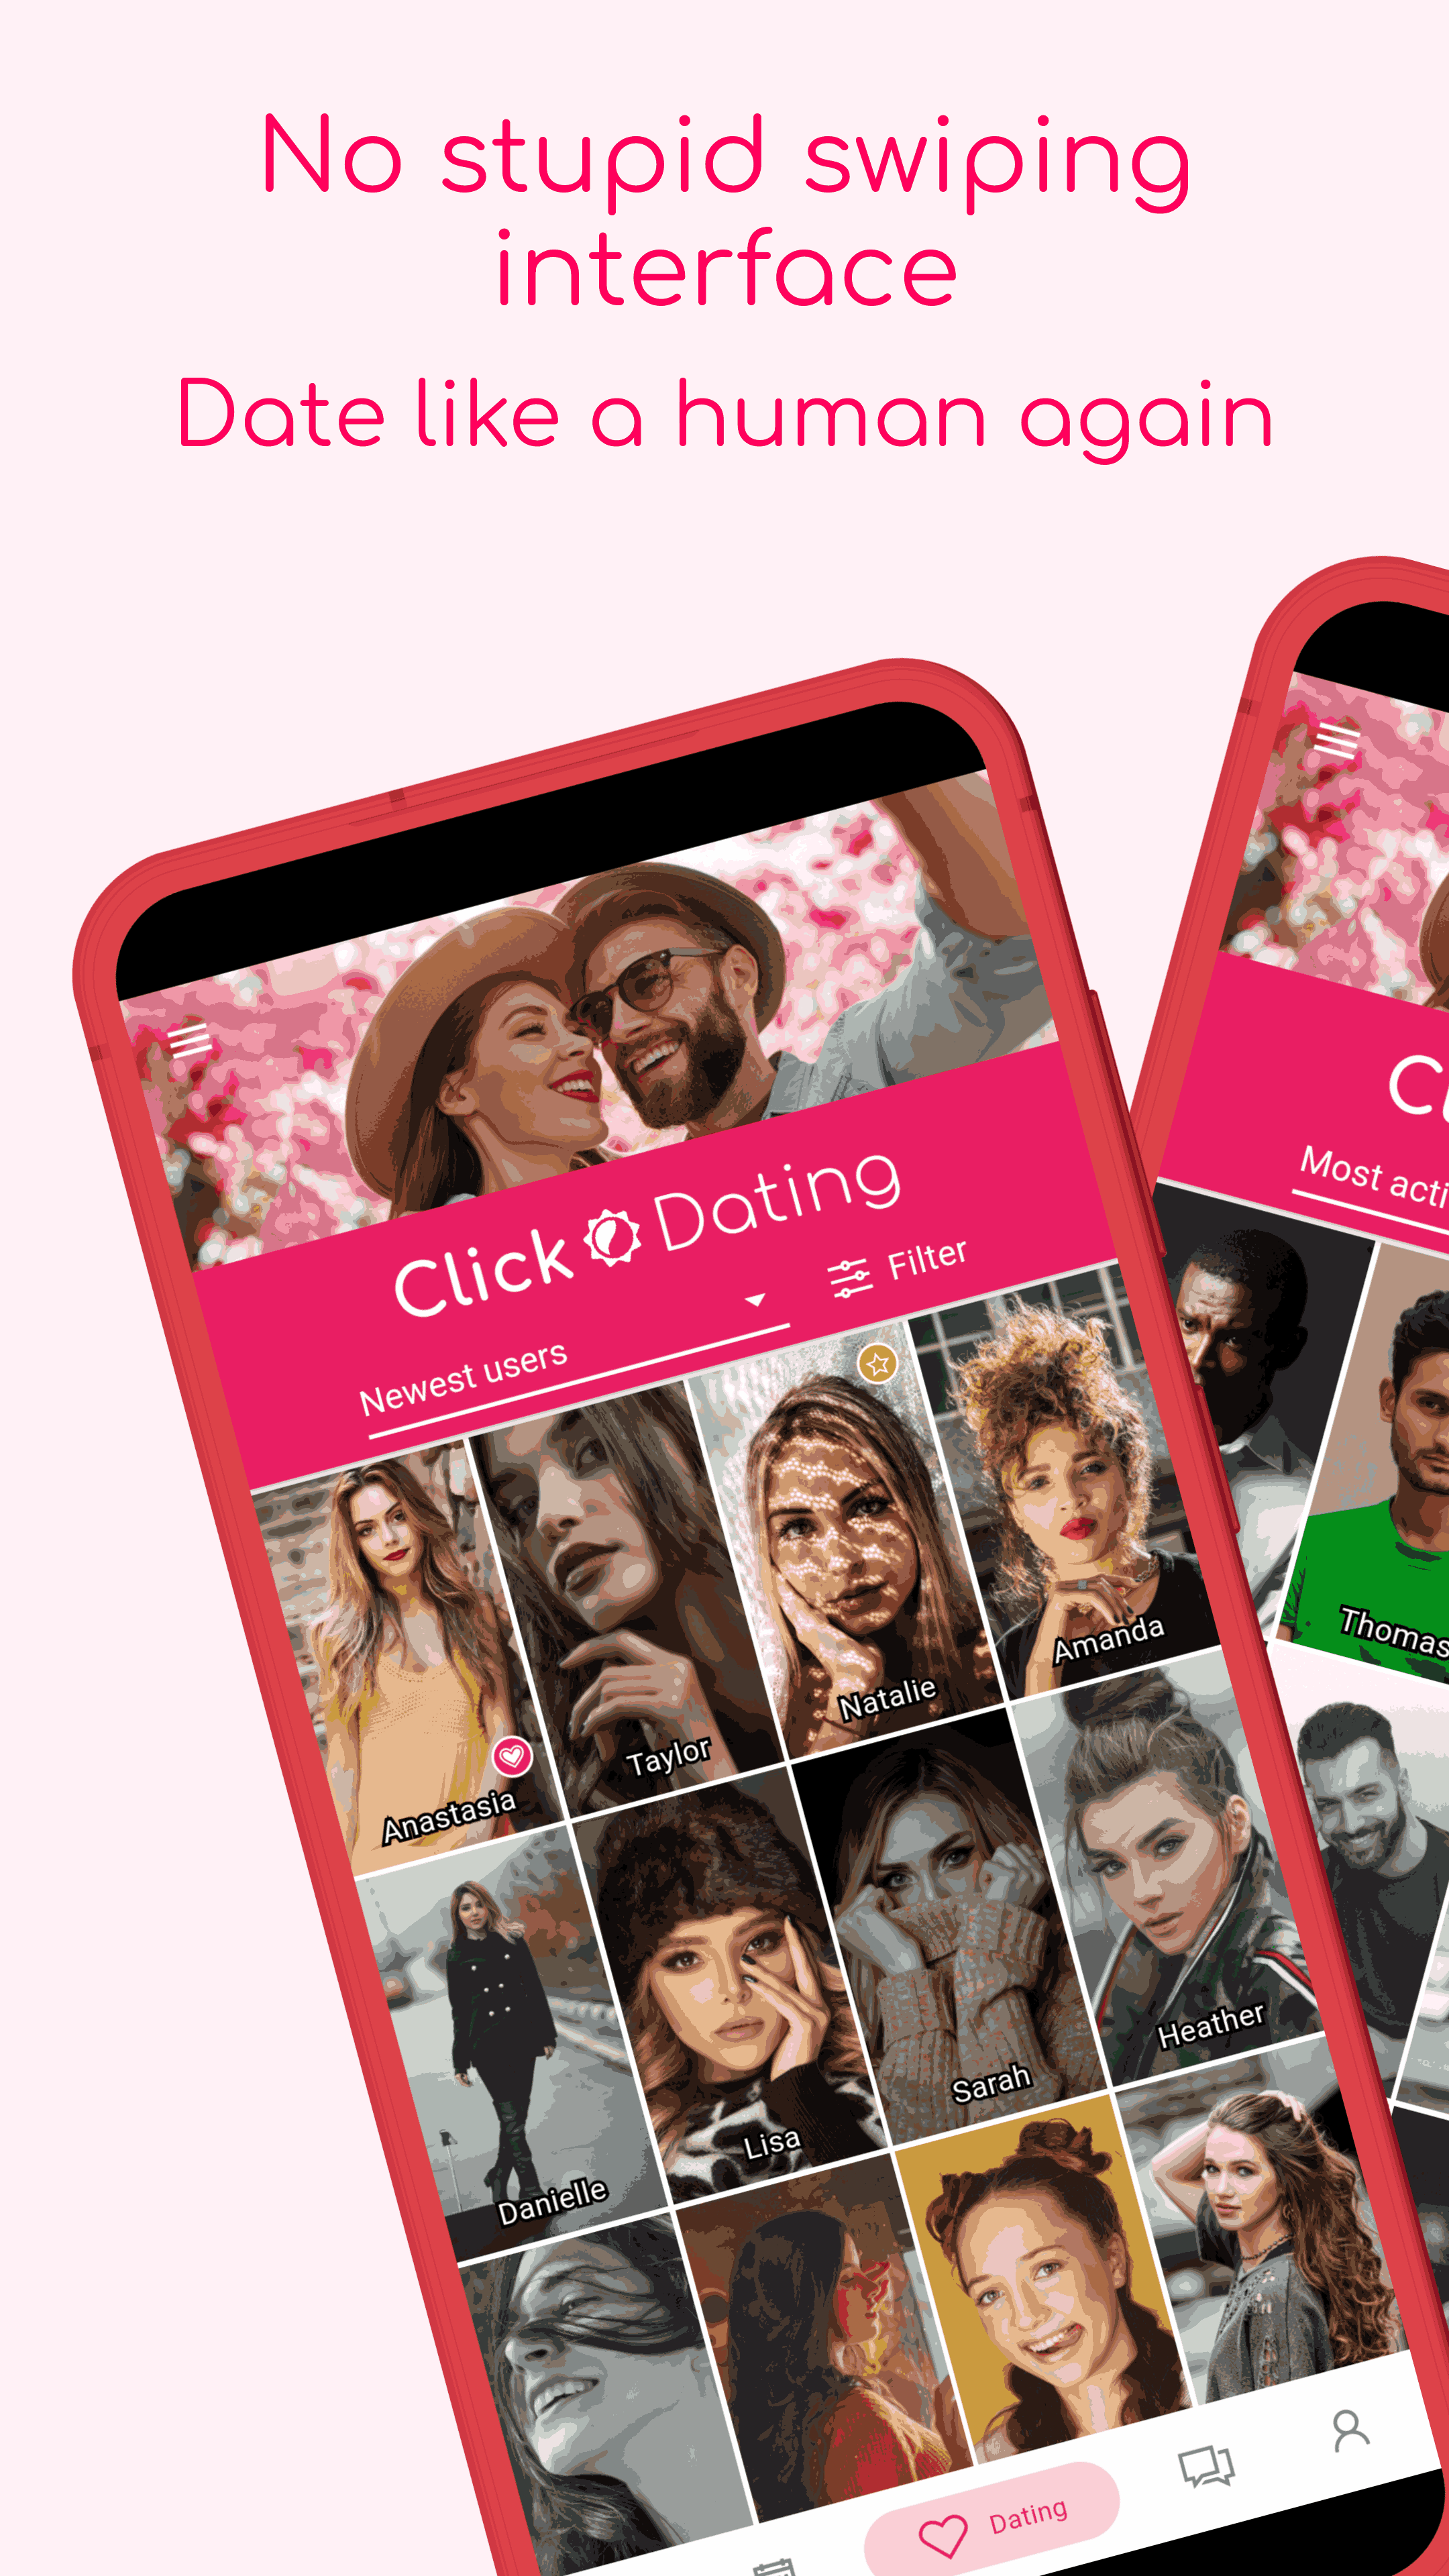 No stupid swiping
interface
Date like a human again
Click Dating
Newest users
Filter
Anastasia
Taylor
Natalie
Amanda
Danielle
Lisa
Sarah
Heather
Dating
Most acti
Thomas